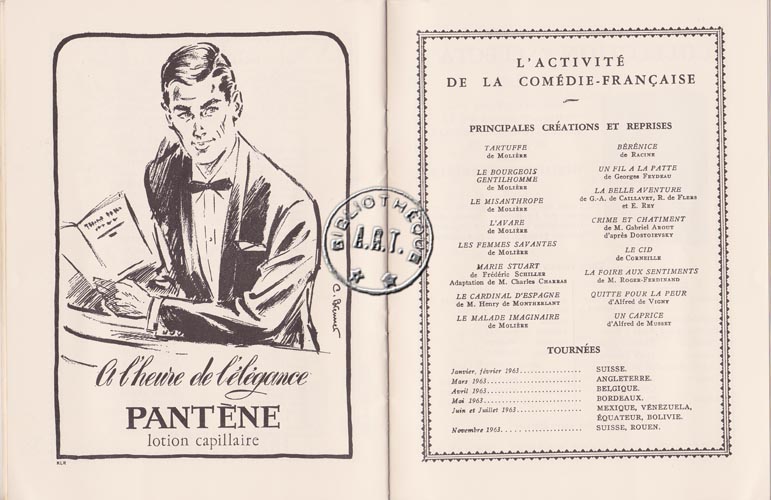 A l'heure de l'élégance
PANTÈNE
lotion capillaire
KLR
BIBLIOTHÈQUE
A.R.T.
L'ACTIVITÉ
DE LA COMÉDIE-FRANÇAISE
PRINCIPALES CRÉATIONS ET REPRISES
TARTUFFE
de MOLIÈRE
LE BOURGEOIS
GENTILHOMME
de MOLIÈRE
LE MISANTHROPE
de MOLIÈRE
L'AVARE
de MOLIÈRE
LES FEMMES SAVANTES
de MOLIÈRE
MARIE STUART
de Frédéric SCHILLER
Adaptation de M. Charles CHARRAS
LE CARDINAL D'ESPAGNE
de M. Henry de MONTHERLANT
LE MALADE IMAGINAIRE
de MOLIÈRE
BÉRÉNICE
de RACINE
UN FIL A LA PATTE
de Georges FEYDEAU
LA BELLE AVENTURE
de G.-A. de CAILLAVET, R. de FLERS
et E. REY
CRIME ET CHATIMENT
de M. Gabriel AROUT
d'après DOSTOIEVSKY
LE CID
de CORNEILLE
LA FOIRE AUX SENTIMENTS
de M. ROGER-FERDINAND
QUITTE POUR LA PEUR
d'Alfred de VIGNY
UN CAPRICE
d'Alfred de MUSSET
TOURNÉES
Janvier, février 1963................ SUISSE.
Mars 1963................ ANGLETERRE.
Avril 1963................ BELGIQUE.
Mai 1963................ BORDEAUX.
Juin et Juillet 1963................ MEXIQUE, VÉNÉZUELA,
ÉQUATEUR, BOLIVIE.
Novembre 1963................ SUISSE, ROUEN.